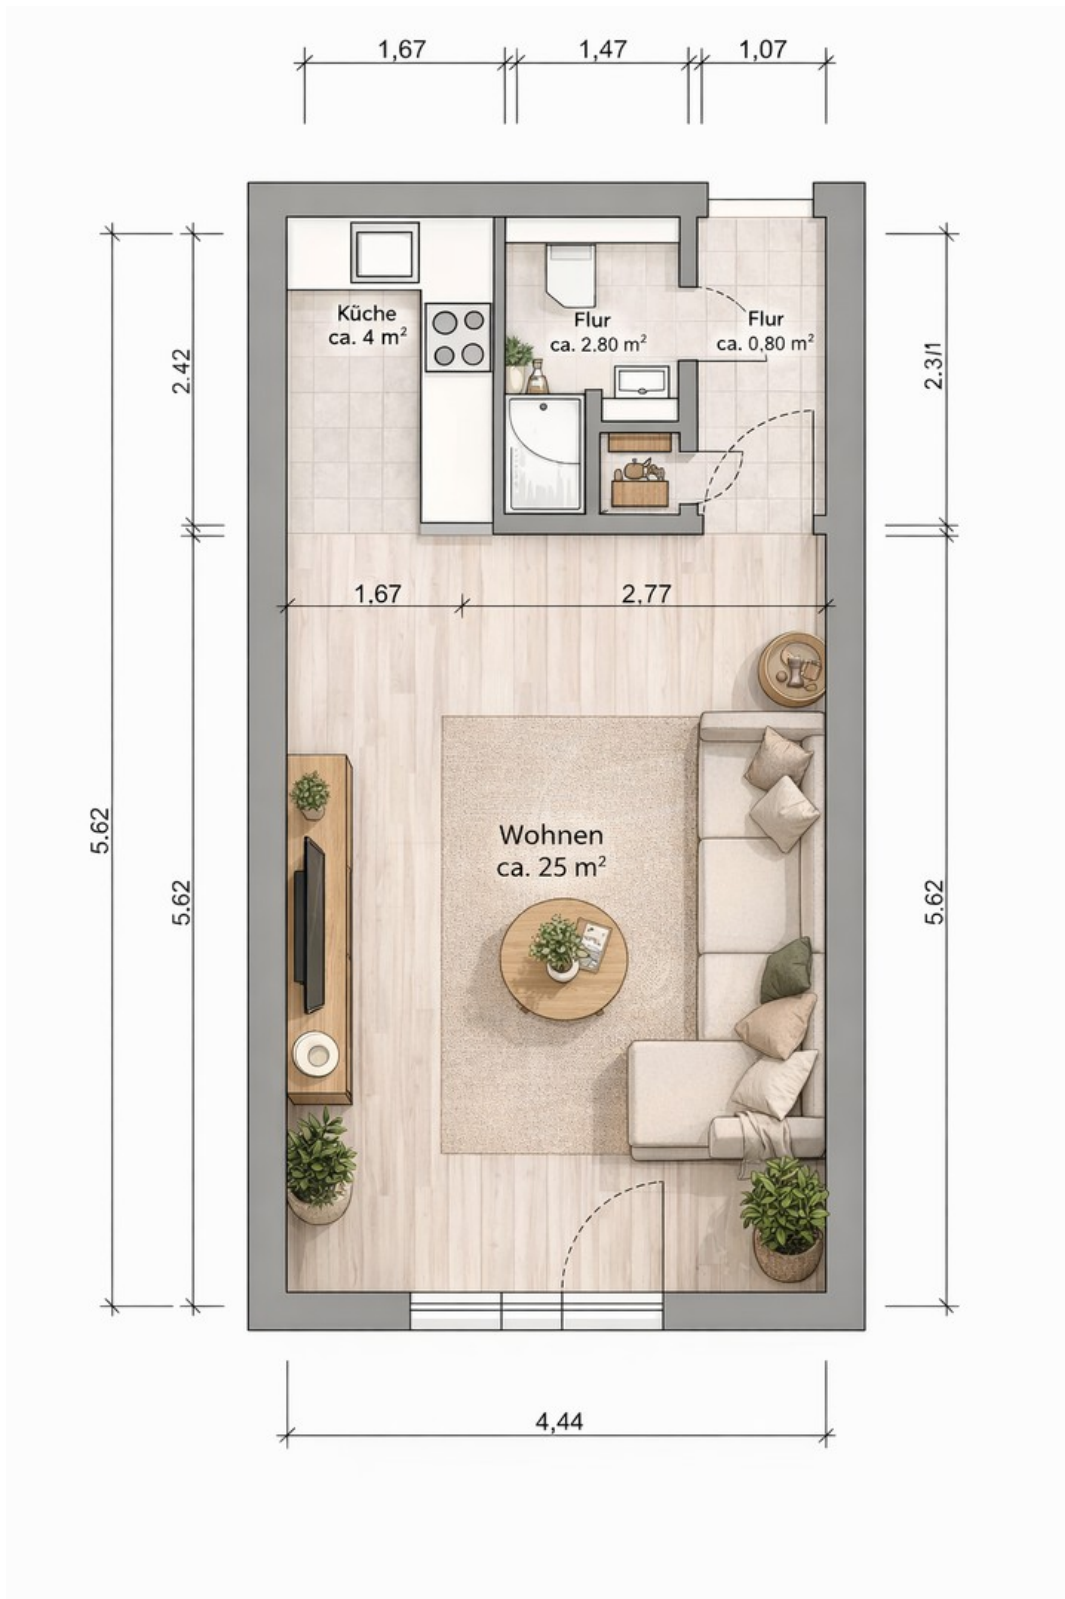 1,67
1,47
1,07
Küche
ca. 4 m²
Flur
ca. 2.80 m²
Flur
ca. 0,80 m²
2.42
2.3/1
1.67
2,77
Wohnen
ca. 25 m²
5.62
5.62
5.62
4,44